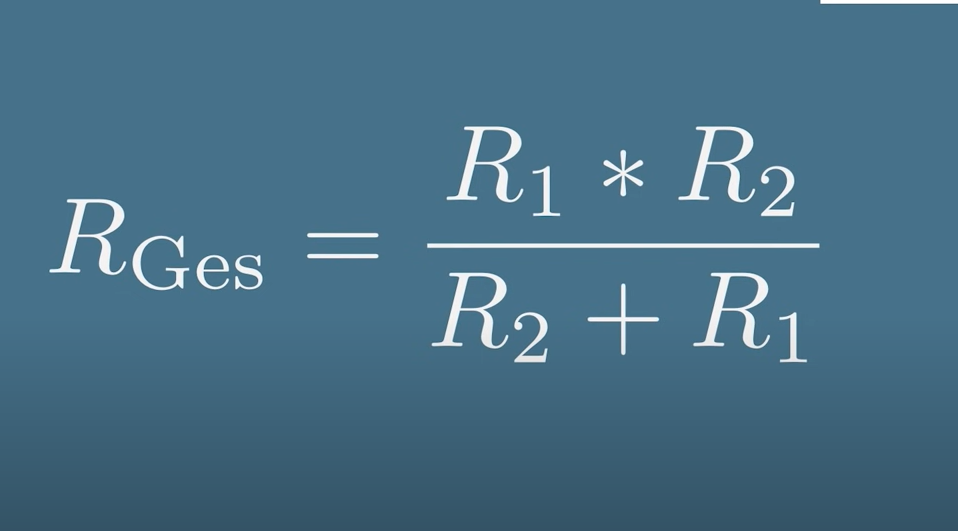 R_Ges = (R_1 * R_2) / (R_2 + R_1)